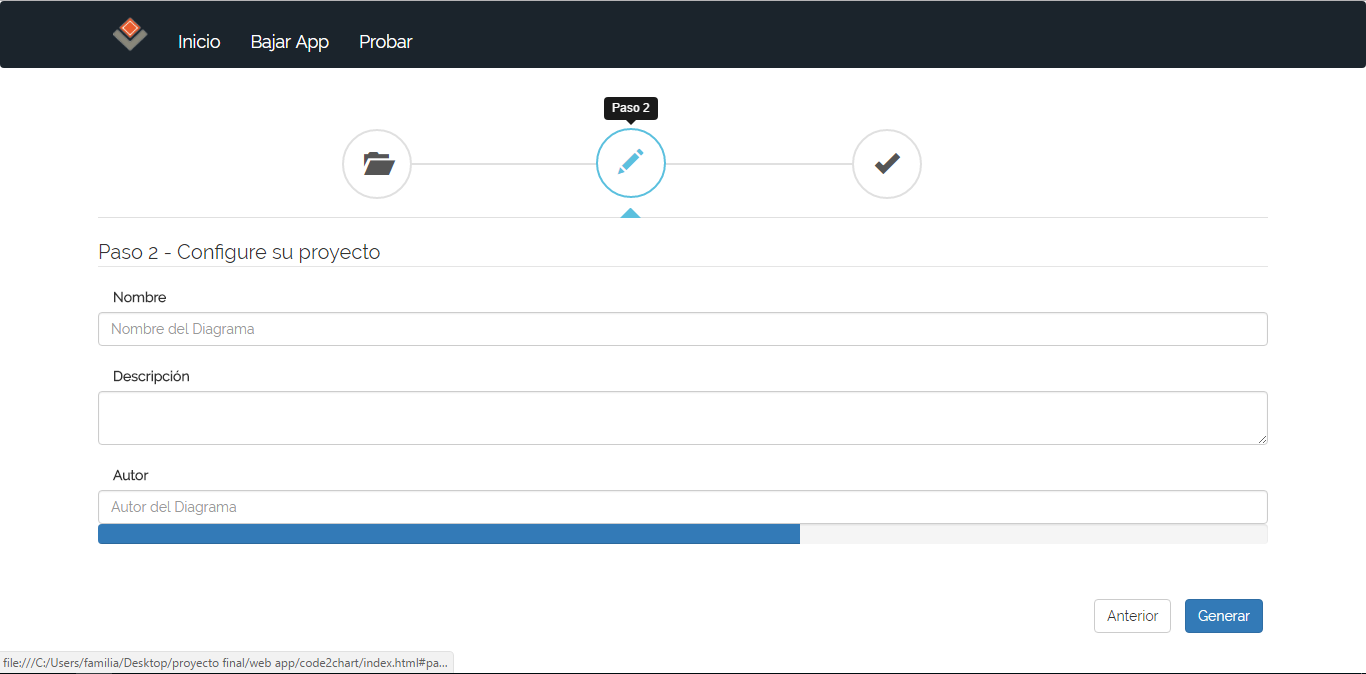 Inicio Bajar App Probar
Paso 2
Paso 2 - Configure su proyecto
Nombre
Nombre del Diagrama
Descripción
Autor
Autor del Diagrama
Anterior Generar
file:///C:/Users/familia/Desktop/proyecto final/web app/code2chart/index.html#pa...